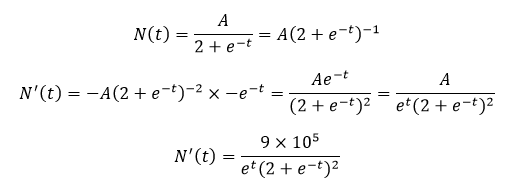 N(t) = A / (2 + e^{-t}) = A(2 + e^{-t})^{-1}
N'(t) = -A(2 + e^{-t})^{-2} × -e^{-t} = Ae^{-t} / (2 + e^{-t})^2 = A / (e^t(2 + e^{-t})^2)
N'(t) = 9 × 10^5 / (e^t(2 + e^{-t})^2)